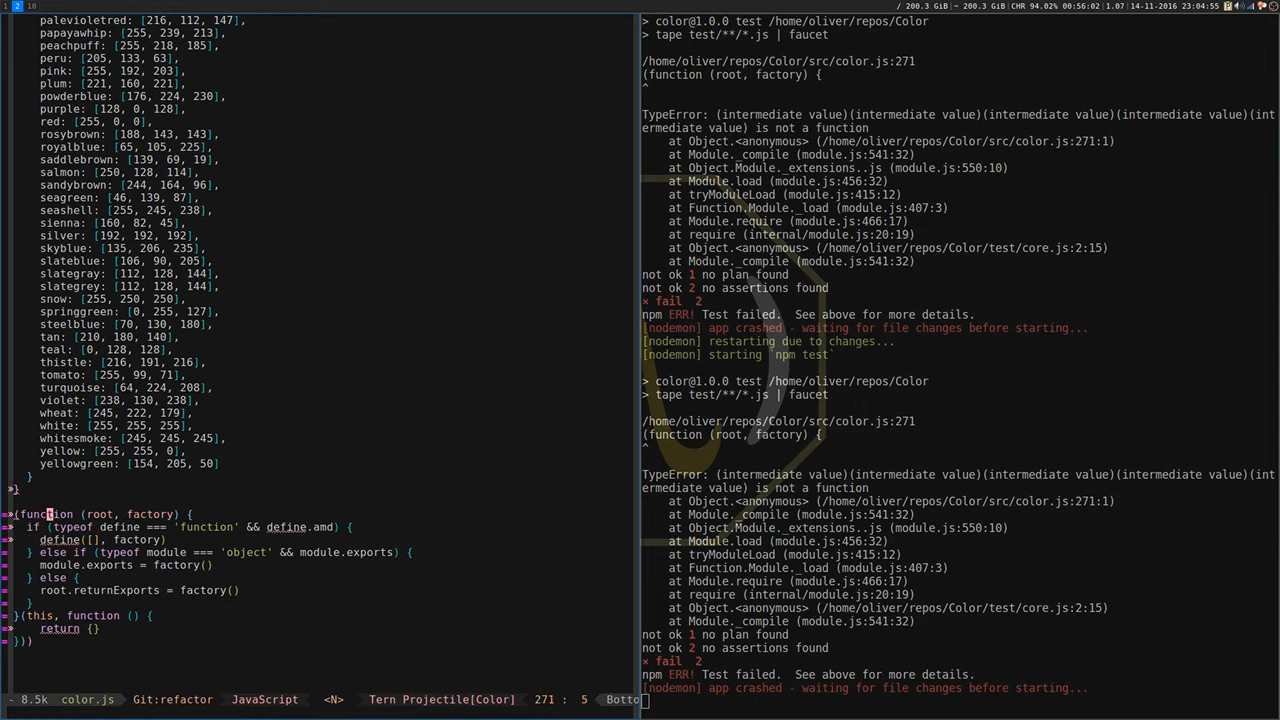 1 2 10
/ 200.3 GiB|~ 200.3 GiB|CHR 94.02% 00:56:02|1.07|14-11-2016 23:04:55
palevioletred: [216, 112, 147],
papayawhip: [255, 239, 213],
peachpuff: [255, 218, 185],
peru: [205, 133, 63],
pink: [255, 192, 203],
plum: [221, 160, 221],
powderblue: [176, 224, 230],
purple: [128, 0, 128],
red: [255, 0, 0],
rosybrown: [188, 143, 143],
royalblue: [65, 105, 225],
saddlebrown: [139, 69, 19],
salmon: [250, 128, 114],
sandybrown: [244, 164, 96],
seagreen: [46, 139, 87],
seashell: [255, 245, 238],
sienna: [160, 82, 45],
silver: [192, 192, 192],
skyblue: [135, 206, 235],
slateblue: [106, 90, 205],
slategray: [112, 128, 144],
slategrey: [112, 128, 144],
snow: [255, 250, 250],
springgreen: [0, 255, 127],
steelblue: [70, 130, 180],
tan: [210, 180, 140],
teal: [0, 128, 128],
thistle: [216, 191, 216],
tomato: [255, 99, 71],
turquoise: [64, 224, 208],
violet: [238, 130, 238],
wheat: [245, 222, 179],
white: [255, 255, 255],
whitesmoke: [245, 245, 245],
yellow: [255, 255, 0],
yellowgreen: [154, 205, 50]
}
}
(function (root, factory) {
if (typeof define === 'function' && define.amd) {
define([], factory)
} else if (typeof module === 'object' && module.exports) {
module.exports = factory()
} else {
root.returnExports = factory()
}
}(this, function () {
return {}
}))
- 8.5k color.js Git:refactor JavaScript <N> Tern Projectile[Color] 271 : 5 Botto
> color@1.0.0 test /home/oliver/repos/Color
> tape test/**/*.js | faucet
/home/oliver/repos/Color/src/color.js:271
(function (root, factory) {
^
TypeError: (intermediate value)(intermediate value)(intermediate value)(intermediate value)(int
ermediate value) is not a function
at Object.<anonymous> (/home/oliver/repos/Color/src/color.js:271:1)
at Module._compile (module.js:541:32)
at Object.Module._extensions..js (module.js:550:10)
at Module.load (module.js:456:32)
at tryModuleLoad (module.js:415:12)
at Function.Module._load (module.js:407:3)
at Module.require (module.js:466:17)
at require (internal/module.js:20:19)
at Object.<anonymous> (/home/oliver/repos/Color/test/core.js:2:15)
at Module._compile (module.js:541:32)
not ok 1 no plan found
not ok 2 no assertions found
× fail 2
npm ERR! Test failed. See above for more details.
[nodemon] app crashed - waiting for file changes before starting...
[nodemon] restarting due to changes...
[nodemon] starting `npm test`
> color@1.0.0 test /home/oliver/repos/Color
> tape test/**/*.js | faucet
/home/oliver/repos/Color/src/color.js:271
(function (root, factory) {
^
TypeError: (intermediate value)(intermediate value)(intermediate value)(intermediate value)(int
ermediate value) is not a function
at Object.<anonymous> (/home/oliver/repos/Color/src/color.js:271:1)
at Module._compile (module.js:541:32)
at Object.Module._extensions..js (module.js:550:10)
at Module.load (module.js:456:32)
at tryModuleLoad (module.js:415:12)
at Function.Module._load (module.js:407:3)
at Module.require (module.js:466:17)
at require (internal/module.js:20:19)
at Object.<anonymous> (/home/oliver/repos/Color/test/core.js:2:15)
at Module._compile (module.js:541:32)
not ok 1 no plan found
not ok 2 no assertions found
× fail 2
npm ERR! Test failed. See above for more details.
[nodemon] app crashed - waiting for file changes before starting...